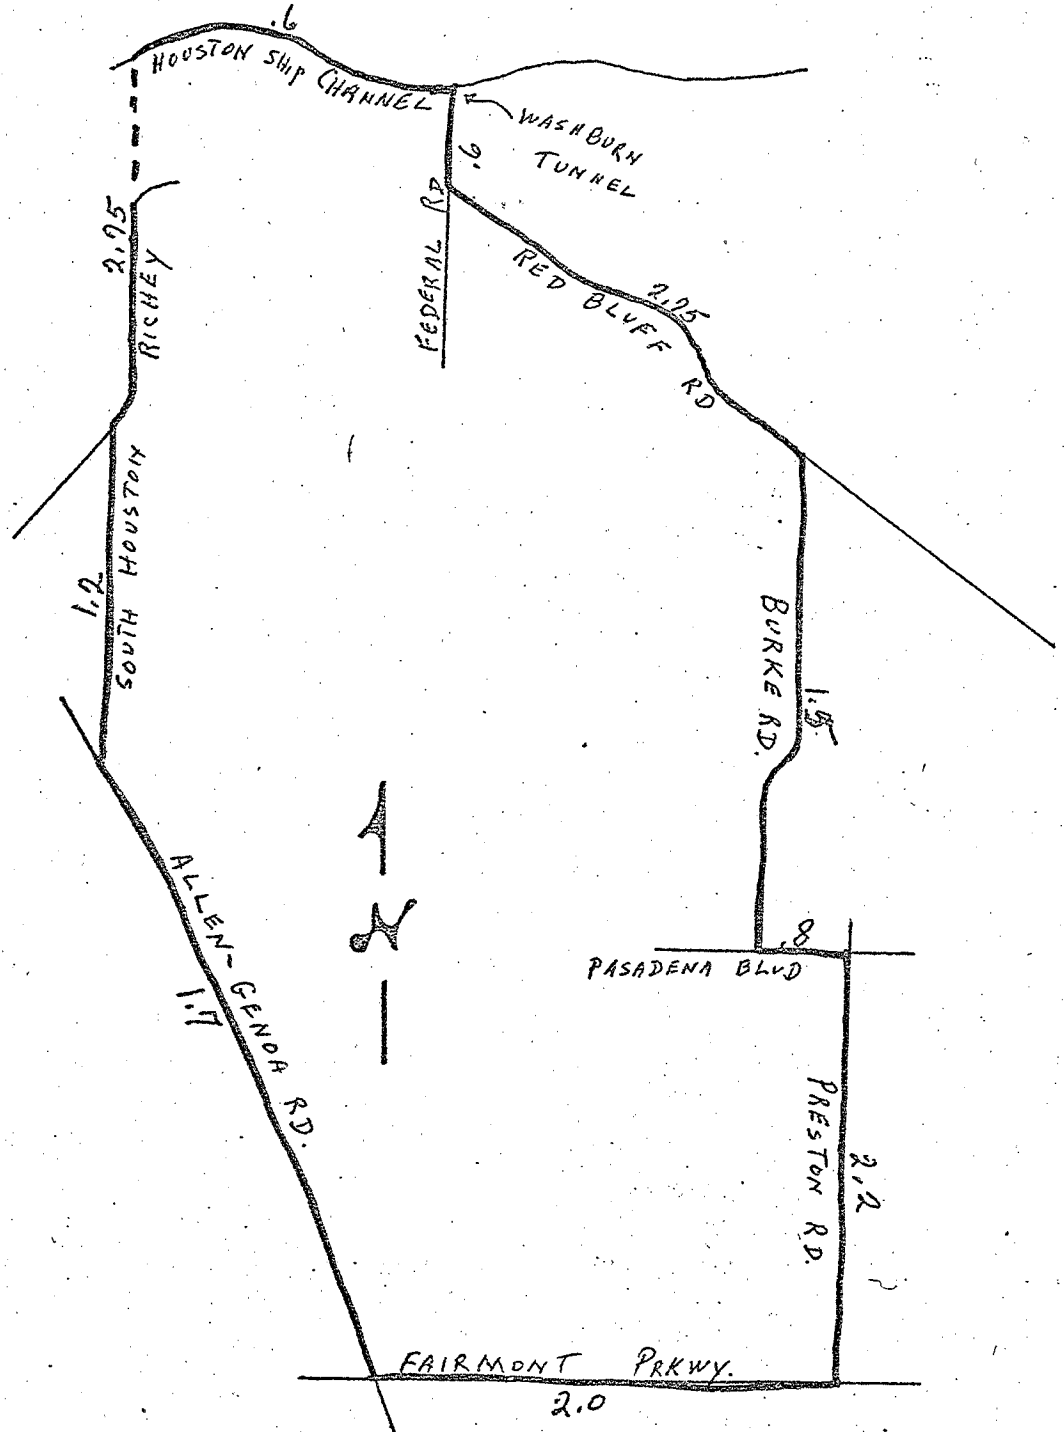 .6
HOUSTON SHIP CHANNEL
WASHBURN
TUNNEL
.6
FEDERAL RD
RED BLUFF RD
2.75
2.75
RICHEY
SOUTH HOUSTON
1.2
BURKE RD.
1.5
N
ALLEN-GENOA RD.
1.7
.8
PASADENA BLVD
PRESTON RD.
2.2
FAIRMONT PRKWY.
2.0